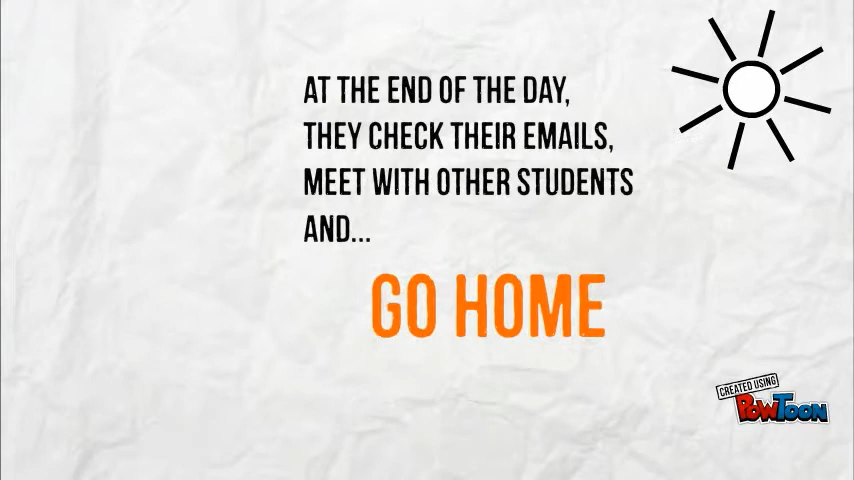 AT THE END OF THE DAY,
THEY CHECK THEIR EMAILS,
MEET WITH OTHER STUDENTS
AND...
GO HOME
CREATED USING
POWTOON